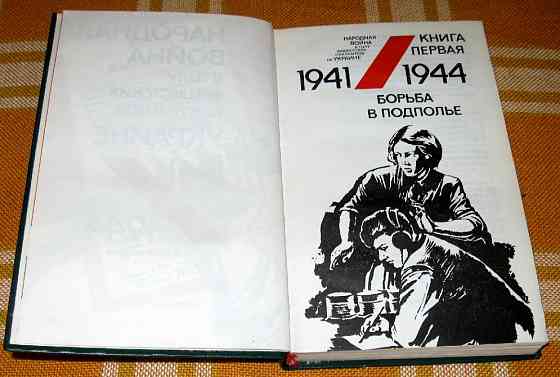 НАРОДНАЯ
ВОЙНА
В ТЫЛУ
ФАШИСТСКИХ
ОККУПАНТОВ
НА УКРАИНЕ
КНИГА
ПЕРВАЯ
1941 / 1944
БОРЬБА
В ПОДПОЛЬЕ